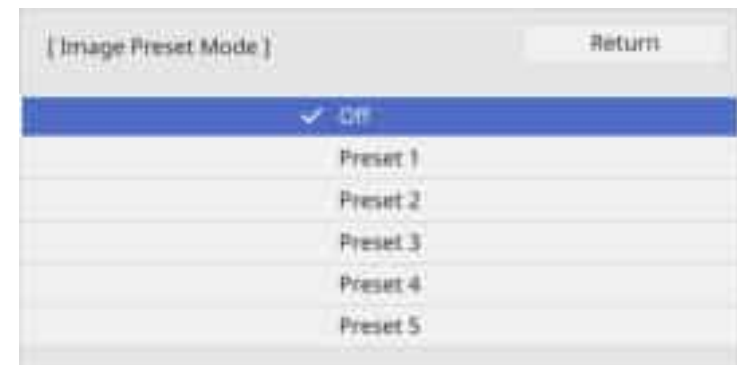 [ Image Preset Mode ]
Return
Off
Preset 1
Preset 2
Preset 3
Preset 4
Preset 5